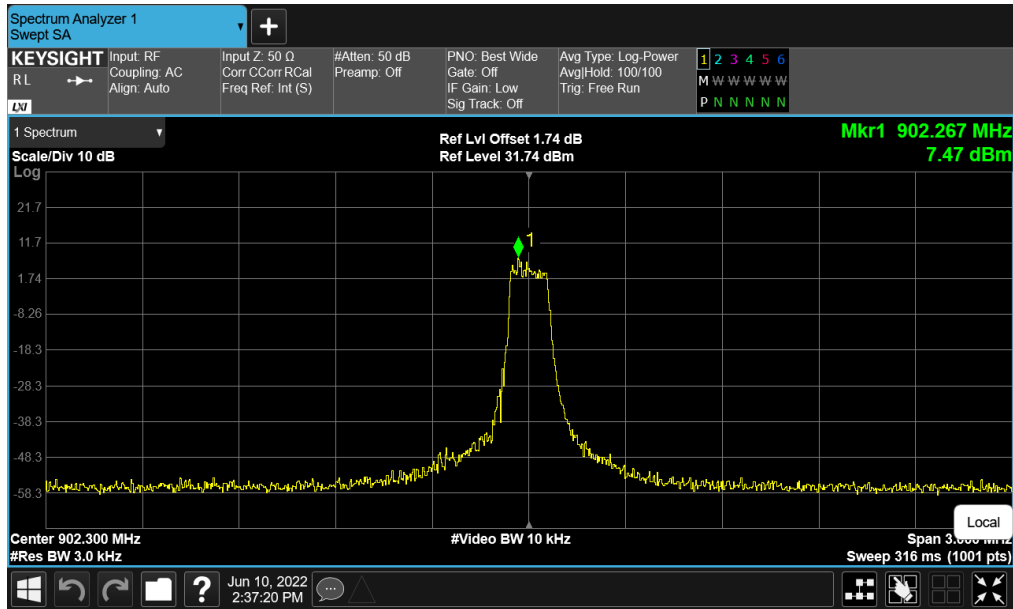 Spectrum Analyzer 1
Swept SA
KEYSIGHT
R L
LXI
Input: RF
Coupling: AC
Align: Auto
Input Z: 50 Ω
Corr CCorr RCal
Freq Ref: Int (S)
#Atten: 50 dB
Preamp: Off
PNO: Best Wide
Gate: Off
IF Gain: Low
Sig Track: Off
Avg Type: Log-Power
Avg|Hold: 100/100
Trig: Free Run
1 2 3 4 5 6
M W W W W W
P N N N N N
1 Spectrum
Scale/Div 10 dB
Log
Ref Lvl Offset 1.74 dB
Ref Level 31.74 dBm
Mkr1 902.267 MHz
7.47 dBm
21.7
11.7
1.74
-8.26
-18.3
-28.3
-38.3
-48.3
-58.3
1
Local
Center 902.300 MHz
#Video BW 10 kHz
Span
#Res BW 3.0 kHz
Sweep 316 ms (1001 pts)
?
Jun 10, 2022
2:37:20 PM